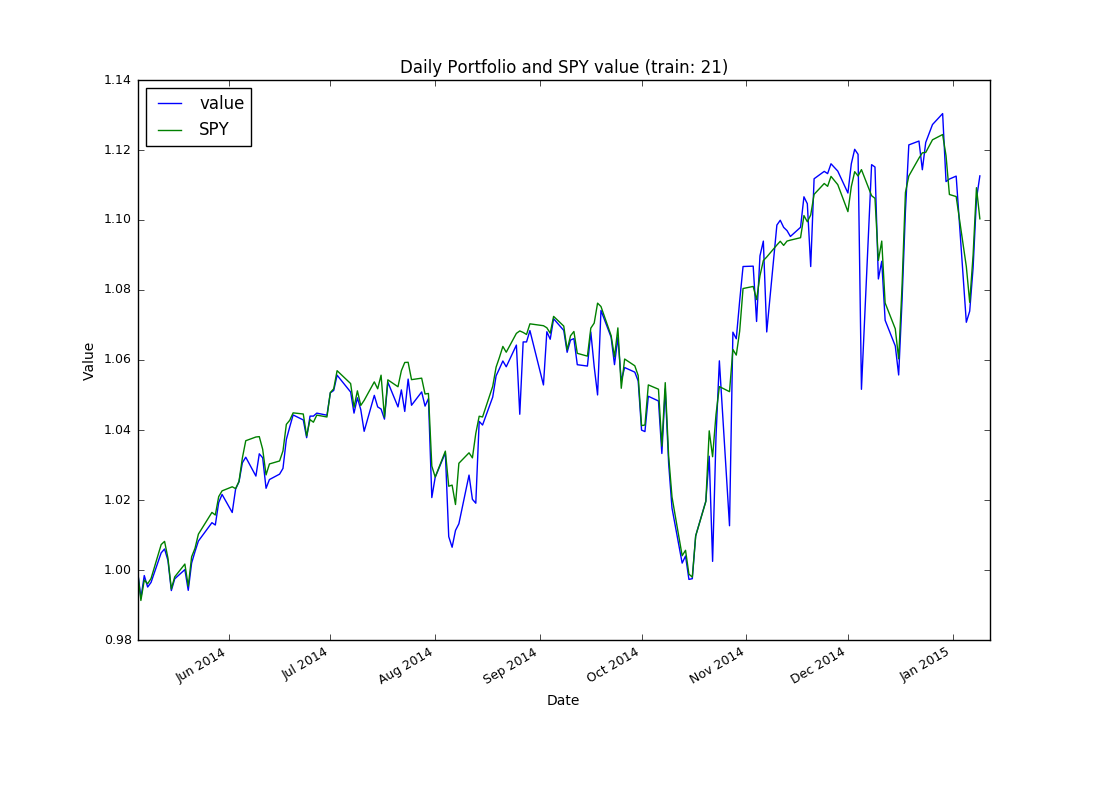 Daily Portfolio and SPY value (train: 21)
1.14
1.12
1.10
1.08
1.06
1.04
1.02
1.00
0.98
Value
value
SPY
Jun 2014
Jul 2014
Aug 2014
Sep 2014
Oct 2014
Nov 2014
Dec 2014
Jan 2015
Date